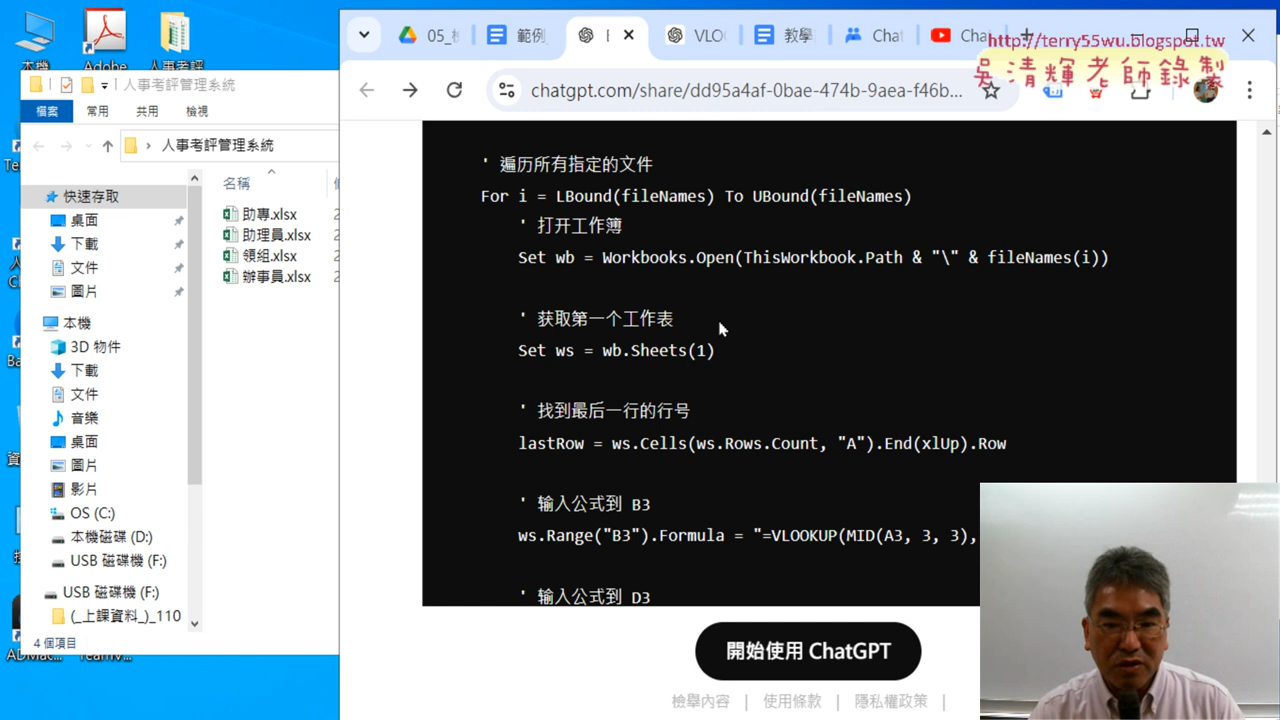 本機
Adobe
人事考評
人事考評管理系統
檔案
常用
共用
檢視
人事考評管理系統
名稱
快速存取
桌面
下載
文件
圖片
本機
3D 物件
下載
文件
音樂
桌面
圖片
影片
OS (C:)
本機磁碟 (D:)
USB 磁碟機 (F:)
USB 磁碟機 (F:)
(_上課資料_)_110
助專.xlsx
助理員.xlsx
領組.xlsx
辦事員.xlsx
4 個項目
05_
範例
VLO
教學
Chat
Cha
http://terry55wu.blogspot.tw
吳清輝老師錄製
chatgpt.com/share/dd95a4af-0bae-474b-9aea-f46b...
' 遍历所有指定的文件
For i = LBound(fileNames) To UBound(fileNames)
' 打开工作簿
Set wb = Workbooks.Open(ThisWorkbook.Path & "\" & fileNames(i))
' 获取第一个工作表
Set ws = wb.Sheets(1)
' 找到最后一行的行号
lastRow = ws.Cells(ws.Rows.Count, "A").End(xlUp).Row
' 输入公式到 B3
ws.Range("B3").Formula = "=VLOOKUP(MID(A3, 3, 3),
' 输入公式到 D3
開始使用 ChatGPT
檢舉內容 | 使用條款 | 隱私權政策 |